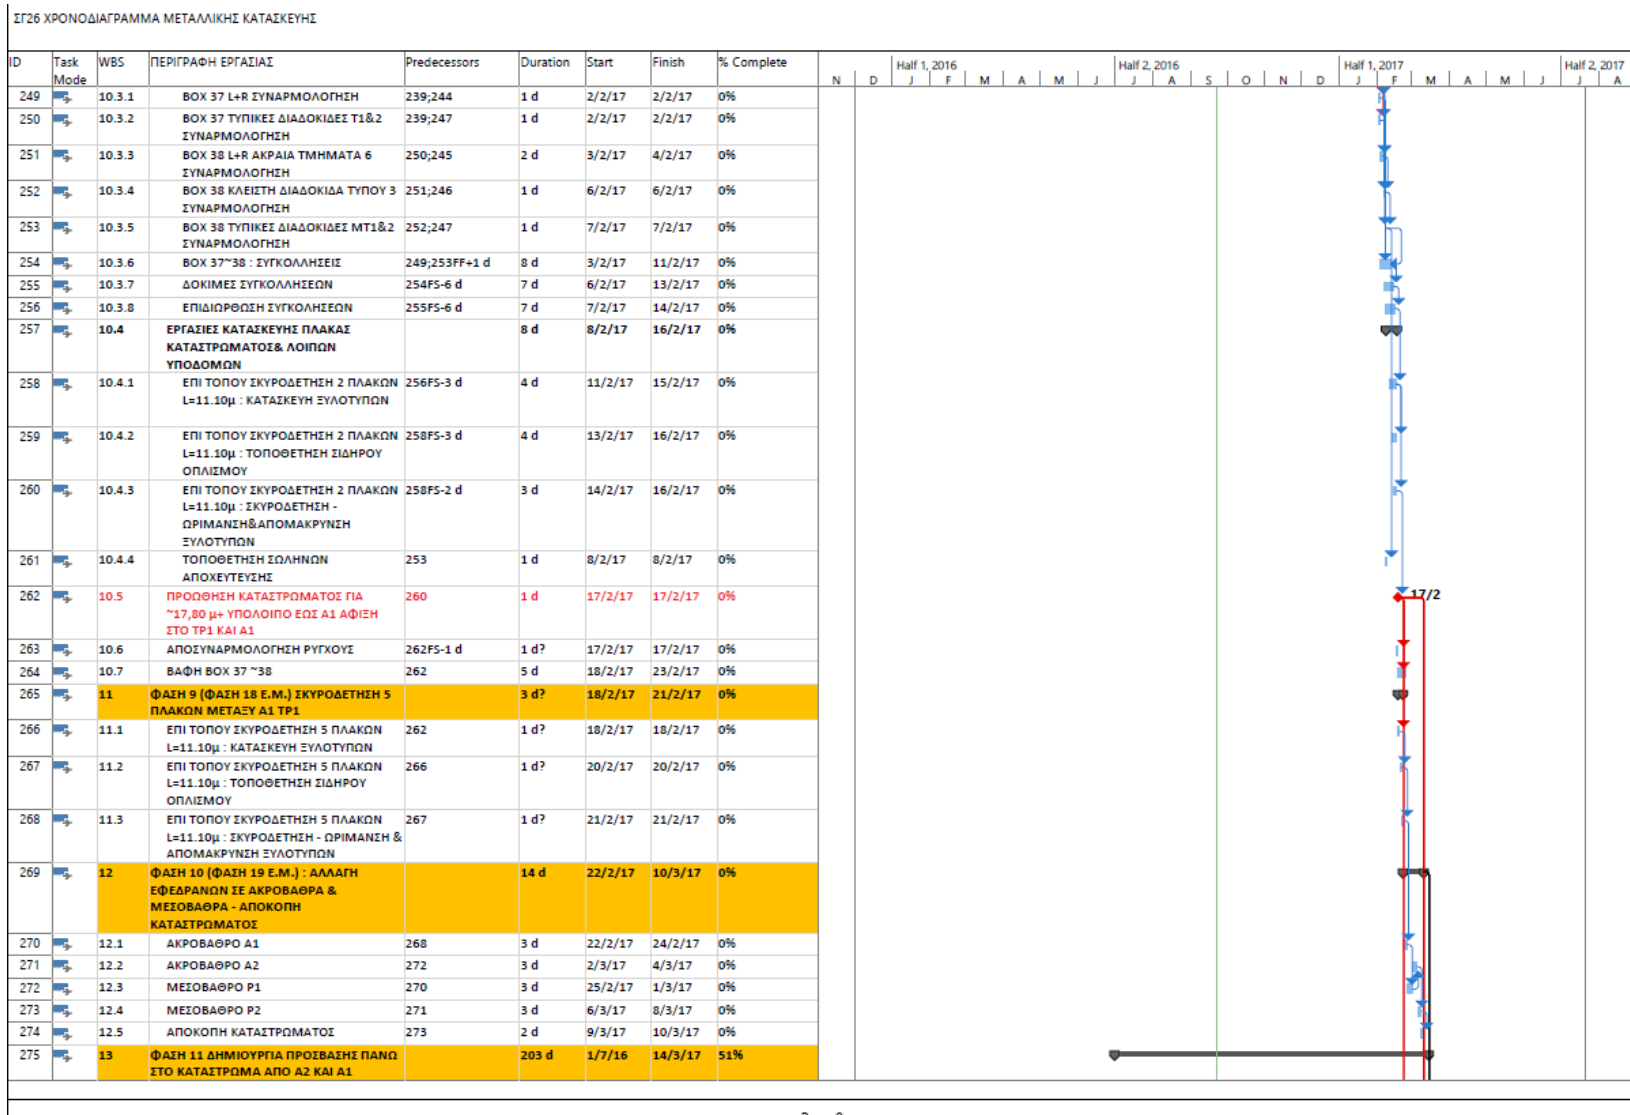 ΣΓ26 ΧΡΟΝΟΔΙΑΓΡΑΜΜΑ ΜΕΤΑΛΛΙΚΗΣ ΚΑΤΑΣΚΕΥΗΣ
ID Task Mode WBS ΠΕΡΙΓΡΑΦΗ ΕΡΓΑΣΙΑΣ Predecessors Duration Start Finish % Complete
Half 1, 2016 Half 2, 2016 Half 1, 2017 Half 2, 2017
N D J F M A M J J A S O N D J F M A M J J A
249 10.3.1 BOX 37 L+R ΣΥΝΑΡΜΟΛΟΓΗΣΗ 239;244 1 d 2/2/17 2/2/17 0%
250 10.3.2 BOX 37 ΤΥΠΙΚΕΣ ΔΙΑΔΟΚΙΔΕΣ Τ1&2 239;247 1 d 2/2/17 2/2/17 0%
ΣΥΝΑΡΜΟΛΟΓΗΣΗ
251 10.3.3 BOX 38 L+R ΑΚΡΑΙΑ ΤΜΗΜΑΤΑ 6 250;245 2 d 3/2/17 4/2/17 0%
ΣΥΝΑΡΜΟΛΟΓΗΣΗ
252 10.3.4 BOX 38 ΚΛΕΙΣΤΗ ΔΙΑΔΟΚΙΔΑ ΤΥΠΟΥ 3 251;246 1 d 6/2/17 6/2/17 0%
ΣΥΝΑΡΜΟΛΟΓΗΣΗ
253 10.3.5 BOX 38 ΤΥΠΙΚΕΣ ΔΙΑΔΟΚΙΔΕΣ ΜΤ1&2 252;247 1 d 7/2/17 7/2/17 0%
ΣΥΝΑΡΜΟΛΟΓΗΣΗ
254 10.3.6 BOX 37~38 : ΣΥΓΚΟΛΛΗΣΕΙΣ 249;253FF+1 d 8 d 3/2/17 11/2/17 0%
255 10.3.7 ΔΟΚΙΜΕΣ ΣΥΓΚΟΛΛΗΣΕΩΝ 254FS-6 d 7 d 6/2/17 13/2/17 0%
256 10.3.8 ΕΠΙΔΙΟΡΘΩΣΗ ΣΥΓΚΟΛΗΣΕΩΝ 255FS-6 d 7 d 7/2/17 14/2/17 0%
257 10.4 ΕΡΓΑΣΙΕΣ ΚΑΤΑΣΚΕΥΗΣ ΠΛΑΚΑΣ 8 d 8/2/17 16/2/17 0%
ΚΑΤΑΣΤΡΩΜΑΤΟΣ& ΛΟΙΠΩΝ
ΥΠΟΔΟΜΩΝ
258 10.4.1 ΕΠΙ ΤΟΠΟΥ ΣΚΥΡΟΔΕΤΗΣΗ 2 ΠΛΑΚΩΝ 256FS-3 d 4 d 11/2/17 15/2/17 0%
L=11.10μ : ΚΑΤΑΣΚΕΥΗ ΞΥΛΟΤΥΠΩΝ
259 10.4.2 ΕΠΙ ΤΟΠΟΥ ΣΚΥΡΟΔΕΤΗΣΗ 2 ΠΛΑΚΩΝ 258FS-3 d 4 d 13/2/17 16/2/17 0%
L=11.10μ : ΤΟΠΟΘΕΤΗΣΗ ΣΙΔΗΡΟΥ
ΟΠΛΙΣΜΟΥ
260 10.4.3 ΕΠΙ ΤΟΠΟΥ ΣΚΥΡΟΔΕΤΗΣΗ 2 ΠΛΑΚΩΝ 258FS-2 d 3 d 14/2/17 16/2/17 0%
L=11.10μ : ΣΚΥΡΟΔΕΤΗΣΗ -
ΩΡΙΜΑΝΣΗ&ΑΠΟΜΑΚΡΥΝΣΗ
ΞΥΛΟΤΥΠΩΝ
261 10.4.4 ΤΟΠΟΘΕΤΗΣΗ ΣΩΛΗΝΩΝ 253 1 d 8/2/17 8/2/17 0%
ΑΠΟΧΕΥΤΕΥΣΗΣ
262 10.5 ΠΡΟΩΘΗΣΗ ΚΑΤΑΣΤΡΩΜΑΤΟΣ ΓΙΑ 260 1 d 17/2/17 17/2/17 0% 17/2
~17,80 μ+ ΥΠΟΛΟΙΠΟ ΕΩΣ Α1 ΑΦΙΞΗ
ΣΤΟ TP1 ΚΑΙ Α1
263 10.6 ΑΠΟΣΥΝΑΡΜΟΛΟΓΗΣΗ ΡΥΓΧΟΥΣ 262FS-1 d 1 d? 17/2/17 17/2/17 0%
264 10.7 ΒΑΦΗ BOX 37 ~38 262 5 d 18/2/17 23/2/17 0%
265 11 ΦΑΣΗ 9 (ΦΑΣΗ 18 Ε.Μ.) ΣΚΥΡΟΔΕΤΗΣΗ 5 3 d? 18/2/17 21/2/17 0%
ΠΛΑΚΩΝ ΜΕΤΑΞΥ Α1 TP1
266 11.1 ΕΠΙ ΤΟΠΟΥ ΣΚΥΡΟΔΕΤΗΣΗ 5 ΠΛΑΚΩΝ 262 1 d? 18/2/17 18/2/17 0%
L=11.10μ : ΚΑΤΑΣΚΕΥΗ ΞΥΛΟΤΥΠΩΝ
267 11.2 ΕΠΙ ΤΟΠΟΥ ΣΚΥΡΟΔΕΤΗΣΗ 5 ΠΛΑΚΩΝ 266 1 d? 20/2/17 20/2/17 0%
L=11.10μ : ΤΟΠΟΘΕΤΗΣΗ ΣΙΔΗΡΟΥ
ΟΠΛΙΣΜΟΥ
268 11.3 ΕΠΙ ΤΟΠΟΥ ΣΚΥΡΟΔΕΤΗΣΗ 5 ΠΛΑΚΩΝ 267 1 d? 21/2/17 21/2/17 0%
L=11.10μ : ΣΚΥΡΟΔΕΤΗΣΗ - ΩΡΙΜΑΝΣΗ &
ΑΠΟΜΑΚΡΥΝΣΗ ΞΥΛΟΤΥΠΩΝ
269 12 ΦΑΣΗ 10 (ΦΑΣΗ 19 Ε.Μ.) : ΑΛΛΑΓΗ 14 d 22/2/17 10/3/17 0%
ΕΦΕΔΡΑΝΩΝ ΣΕ ΑΚΡΟΒΑΘΡΑ &
ΜΕΣΟΒΑΘΡΑ - ΑΠΟΚΟΠΗ
ΚΑΤΑΣΤΡΩΜΑΤΟΣ
270 12.1 ΑΚΡΟΒΑΘΡΟ Α1 268 3 d 22/2/17 24/2/17 0%
271 12.2 ΑΚΡΟΒΑΘΡΟ Α2 272 3 d 2/3/17 4/3/17 0%
272 12.3 ΜΕΣΟΒΑΘΡΟ P1 270 3 d 25/2/17 1/3/17 0%
273 12.4 ΜΕΣΟΒΑΘΡΟ P2 271 3 d 6/3/17 8/3/17 0%
274 12.5 ΑΠΟΚΟΠΗ ΚΑΤΑΣΤΡΩΜΑΤΟΣ 273 2 d 9/3/17 10/3/17 0%
275 13 ΦΑΣΗ 11 ΔΗΜΙΟΥΡΓΙΑ ΠΡΟΣΒΑΣΗΣ ΠΑΝΩ 203 d 1/7/16 14/3/17 51%
ΣΤΟ ΚΑΤΑΣΤΡΩΜΑ ΑΠΟ Α2 ΚΑΙ Α1